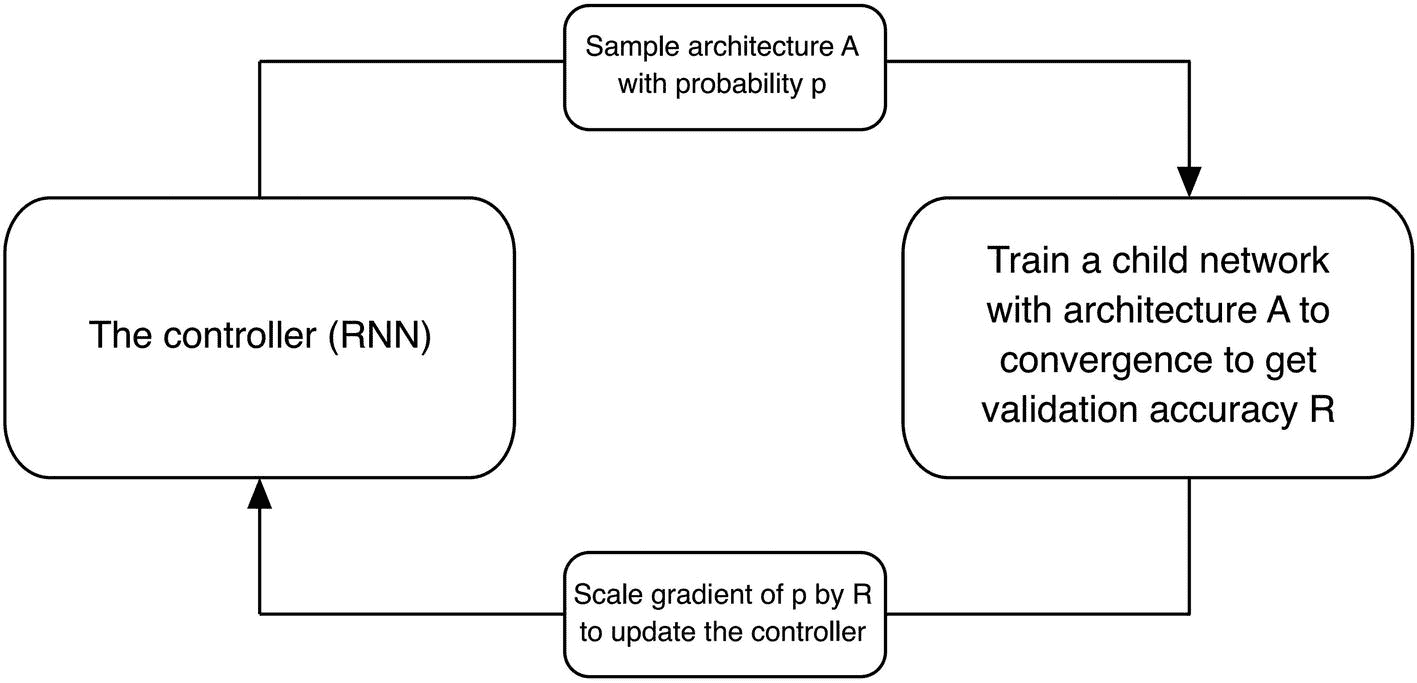 Sample architecture A
with probability p
The controller (RNN)
Train a child network
with architecture A to
convergence to get
validation accuracy R
Scale gradient of p by R
to update the controller